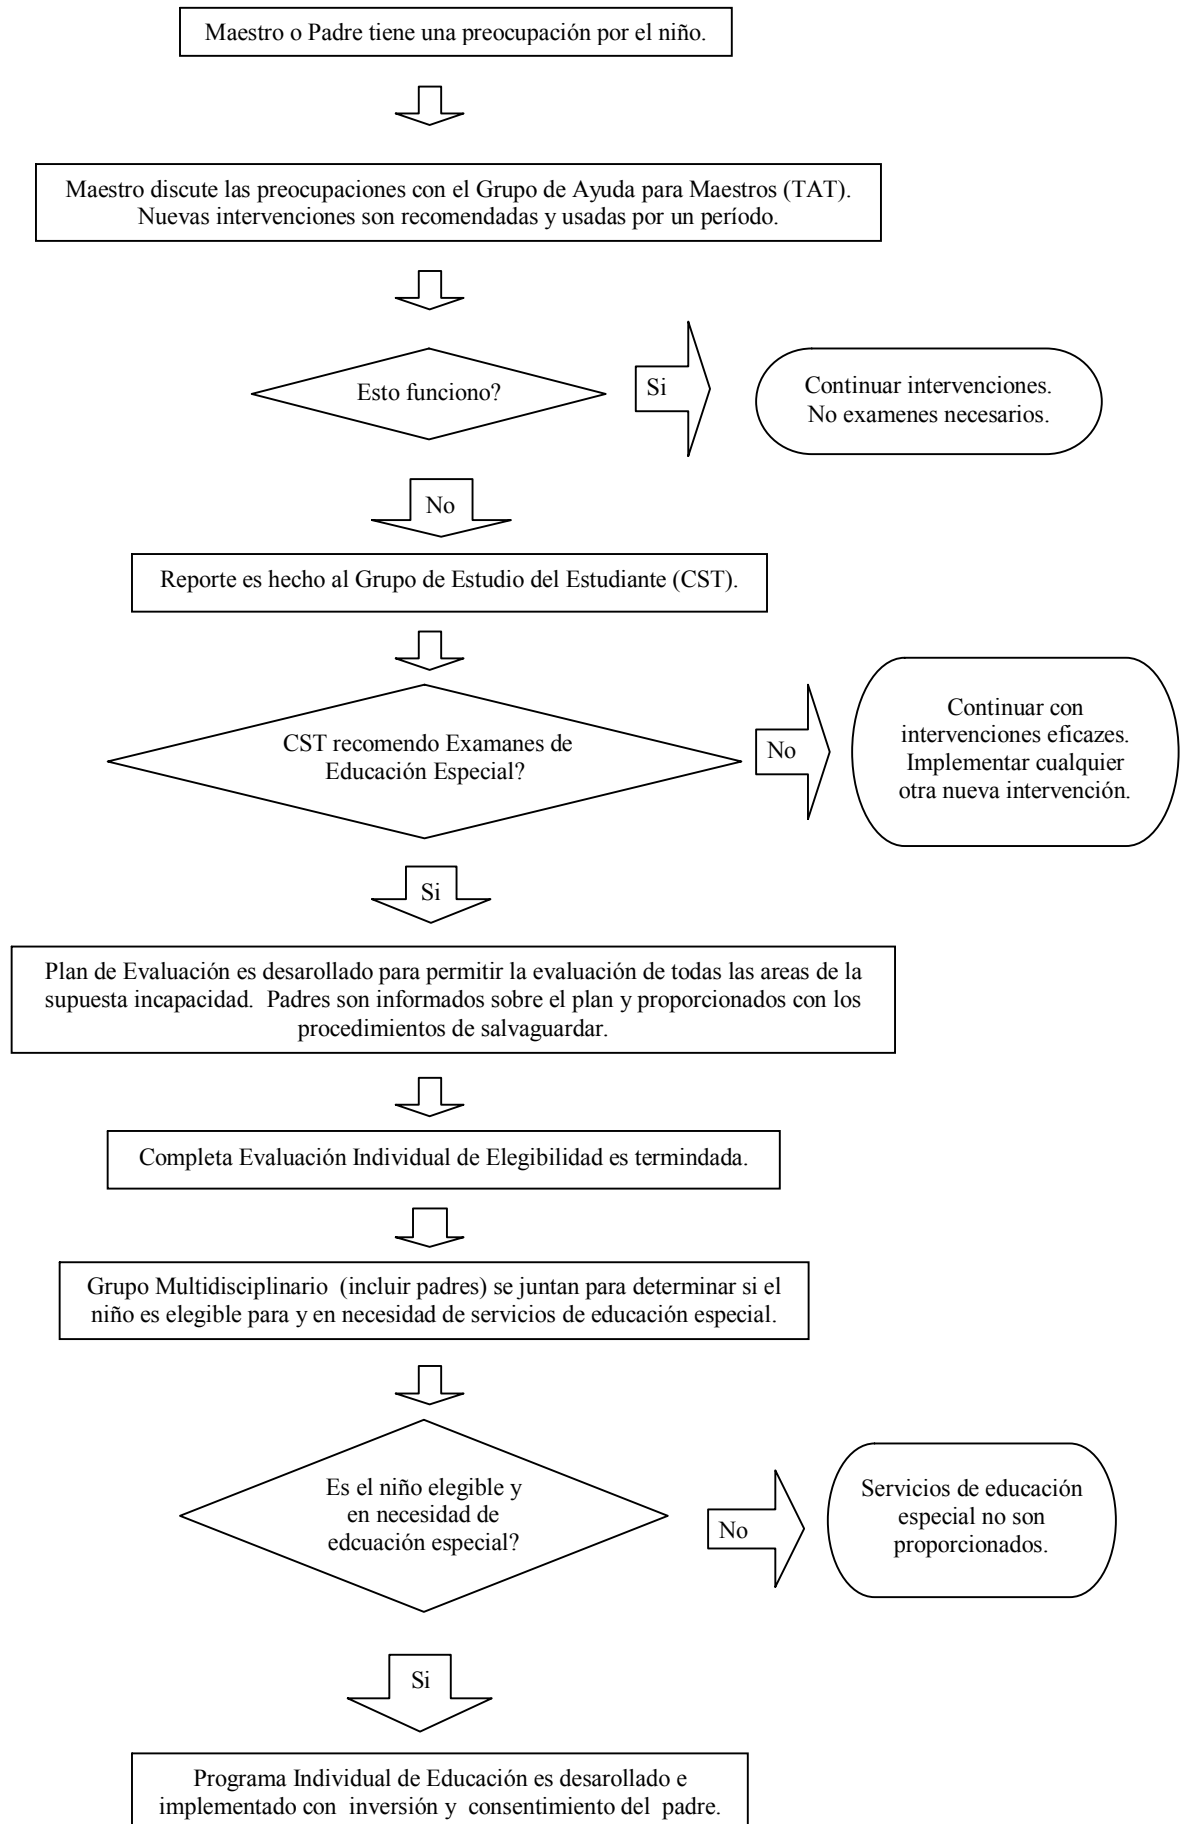 Maestro o Padre tiene una preocupación por el niño.
Maestro discute las preocupaciones con el Grupo de Ayuda para Maestros (TAT).
Nuevas intervenciones son recomendadas y usadas por un período.
Esto funciono?
Si
Continuar intervenciones.
No examenes necesarios.
No
Reporte es hecho al Grupo de Estudio del Estudiante (CST).
CST recomendo Examanes de
Educación Especial?
No
Continuar con
intervenciones eficazes.
Implementar cualquier
otra nueva intervención.
Si
Plan de Evaluación es desarollado para permitir la evaluación de todas las areas de la
supuesta incapacidad. Padres son informados sobre el plan y proporcionados con los
procedimientos de salvaguardar.
Completa Evaluación Individual de Elegibilidad es termindada.
Grupo Multidisciplinario (incluir padres) se juntan para determinar si el
niño es elegible para y en necesidad de servicios de educación especial.
Es el niño elegible y
en necesidad de
edcuación especial?
No
Servicios de educación
especial no son
proporcionados.
Si
Programa Individual de Educación es desarollado e
implementado con inversión y consentimiento del padre.